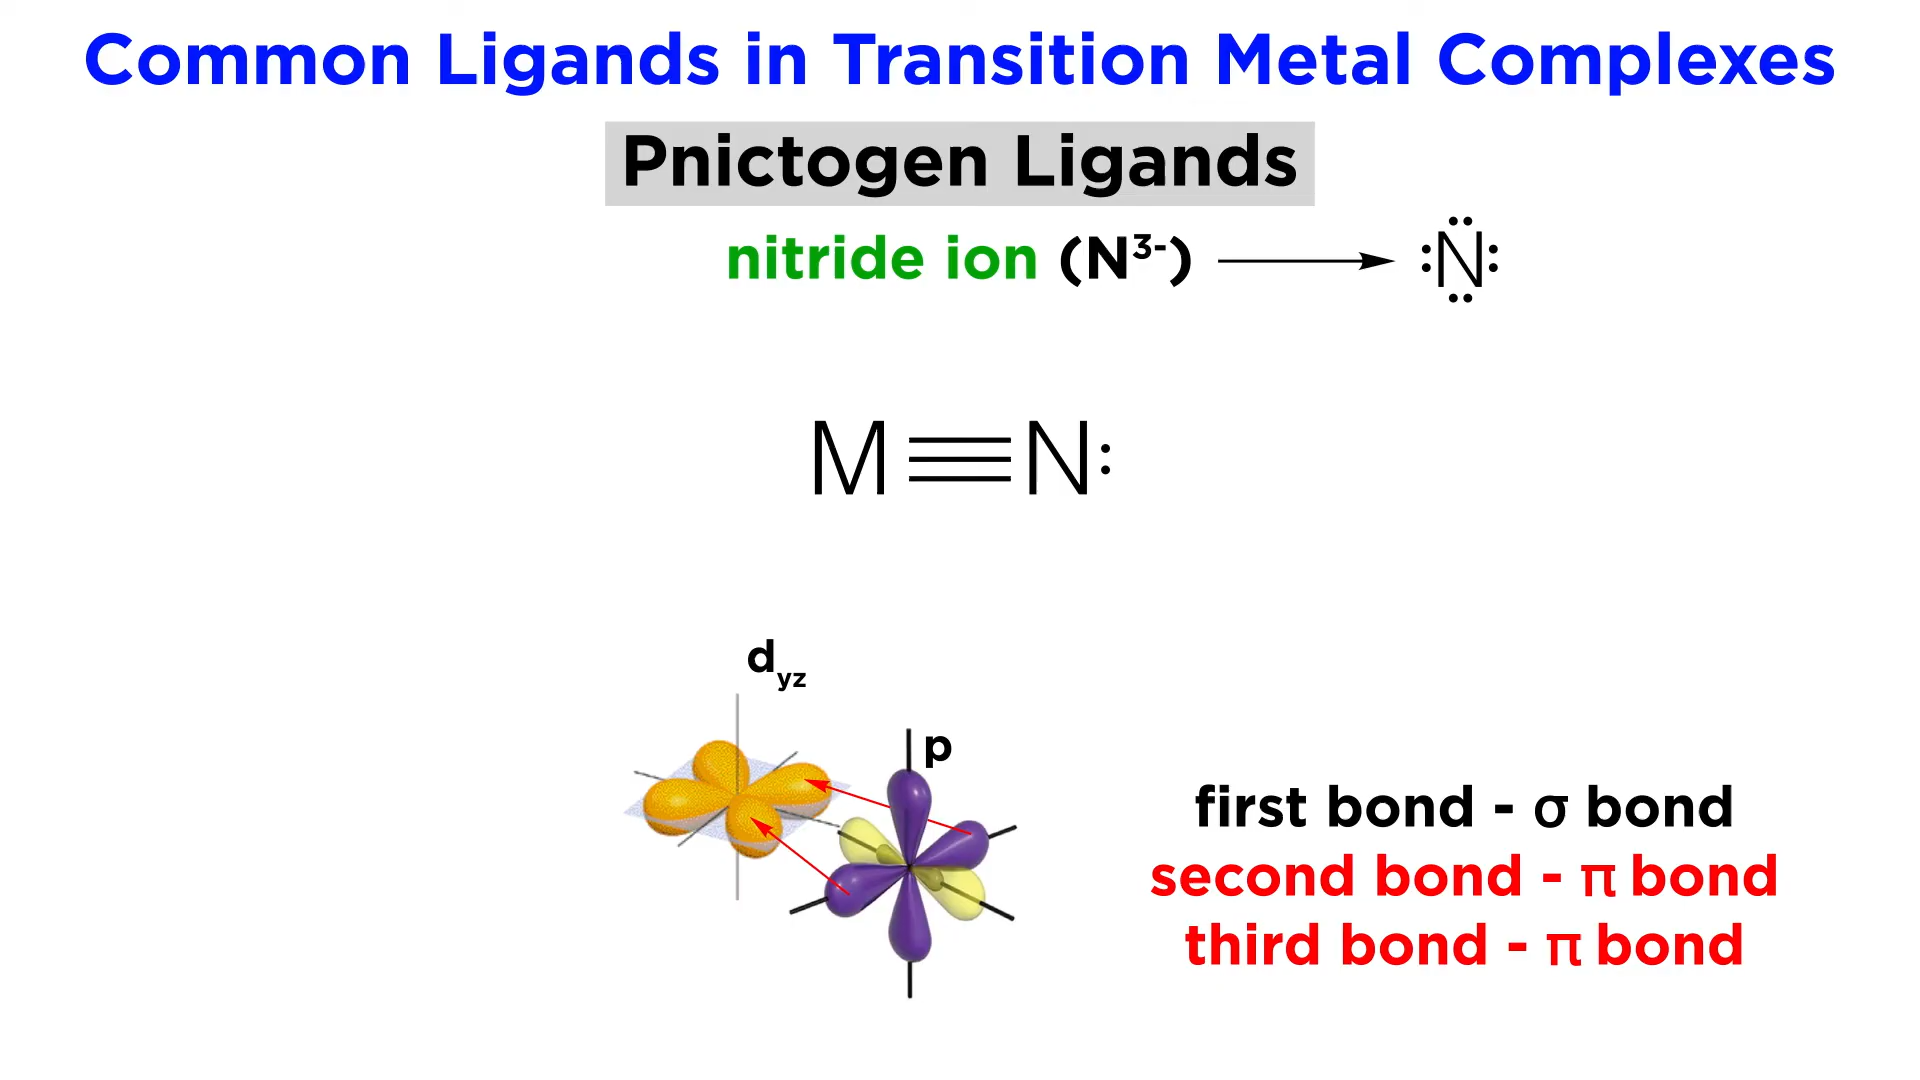 Common Ligands in Transition Metal Complexes
Pnictogen Ligands
nitride ion (N³⁻) ⟶ :N:
M≡N:
d_yz
p
first bond - σ bond
second bond - π bond
third bond - π bond